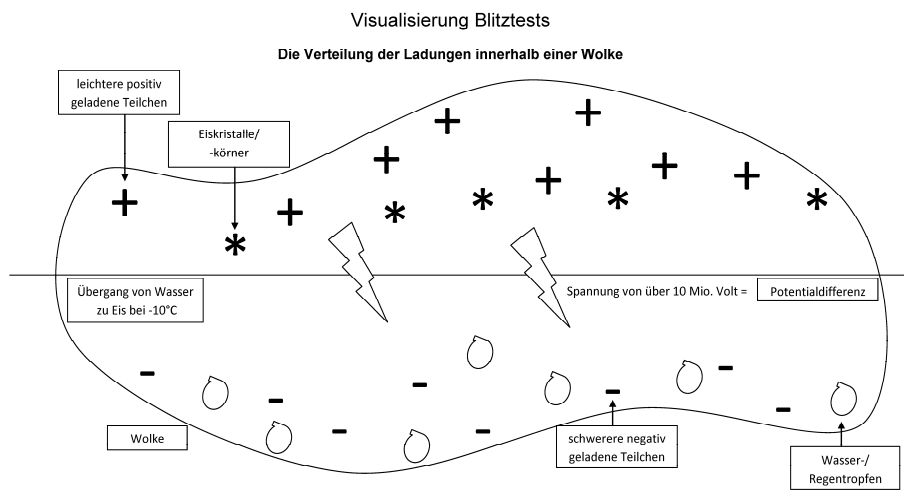 Visualisierung Blitztests
Die Verteilung der Ladungen innerhalb einer Wolke
leichtere positiv
geladene Teilchen
Eiskristalle/
-körner
Übergang von Wasser
zu Eis bei -10°C
Spannung von über 10 Mio. Volt =
Potentialdifferenz
Wolke
schwerere negativ
geladene Teilchen
Wasser-/
Regentropfen